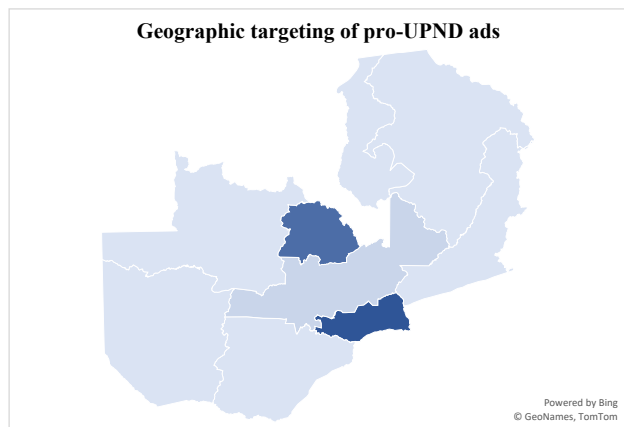 Geographic targeting of pro-UPND ads
Powered by Bing
© GeoNames, TomTom